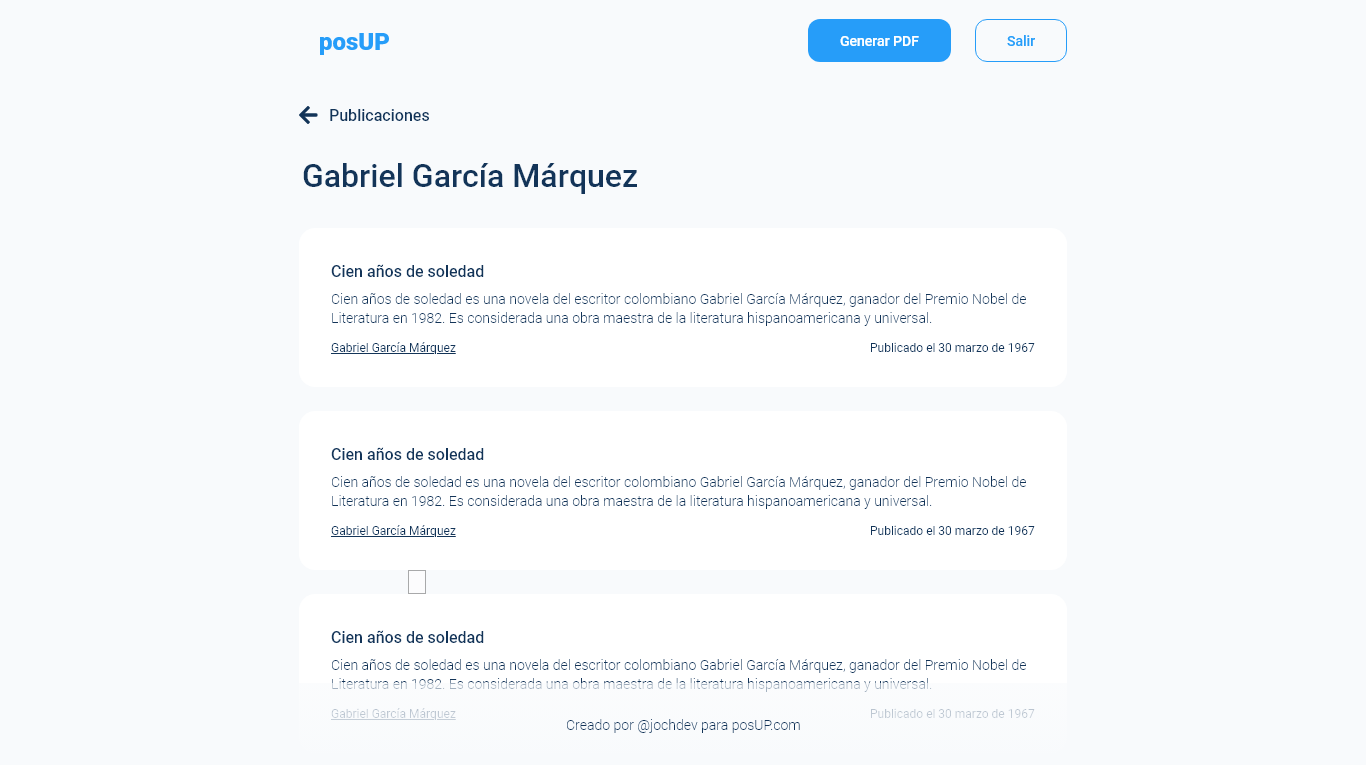 posUP
Generar PDF
Salir
Publicaciones
Gabriel García Márquez
Cien años de soledad
Cien años de soledad es una novela del escritor colombiano Gabriel García Márquez, ganador del Premio Nobel de
Literatura en 1982. Es considerada una obra maestra de la literatura hispanoamericana y universal.
Gabriel García Márquez
Publicado el 30 marzo de 1967
Cien años de soledad
Cien años de soledad es una novela del escritor colombiano Gabriel García Márquez, ganador del Premio Nobel de
Literatura en 1982. Es considerada una obra maestra de la literatura hispanoamericana y universal.
Gabriel García Márquez
Publicado el 30 marzo de 1967
Cien años de soledad
Cien años de soledad es una novela del escritor colombiano Gabriel García Márquez, ganador del Premio Nobel de
Literatura en 1982. Es considerada una obra maestra de la literatura hispanoamericana y universal.
Gabriel García Márquez
Publicado el 30 marzo de 1967
Creado por @jochdev para posUP.com